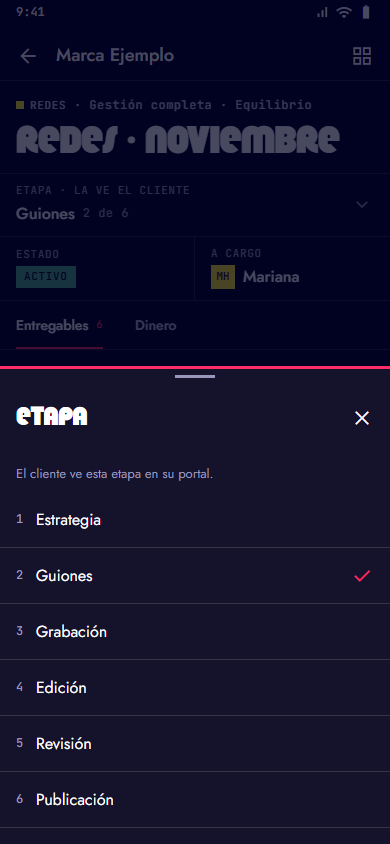 9:41
Marca Ejemplo
REDES · Gestión completa · Equilibrio
REDES · NOVIEMBRE
ETAPA · LA VE EL CLIENTE
Guiones 2 de 6
ESTADO
ACTIVO
A CARGO
MH Mariana
Entregables 6
Dinero
ETAPA
El cliente ve esta etapa en su portal.
1 Estrategia
2 Guiones
3 Grabación
4 Edición
5 Revisión
6 Publicación